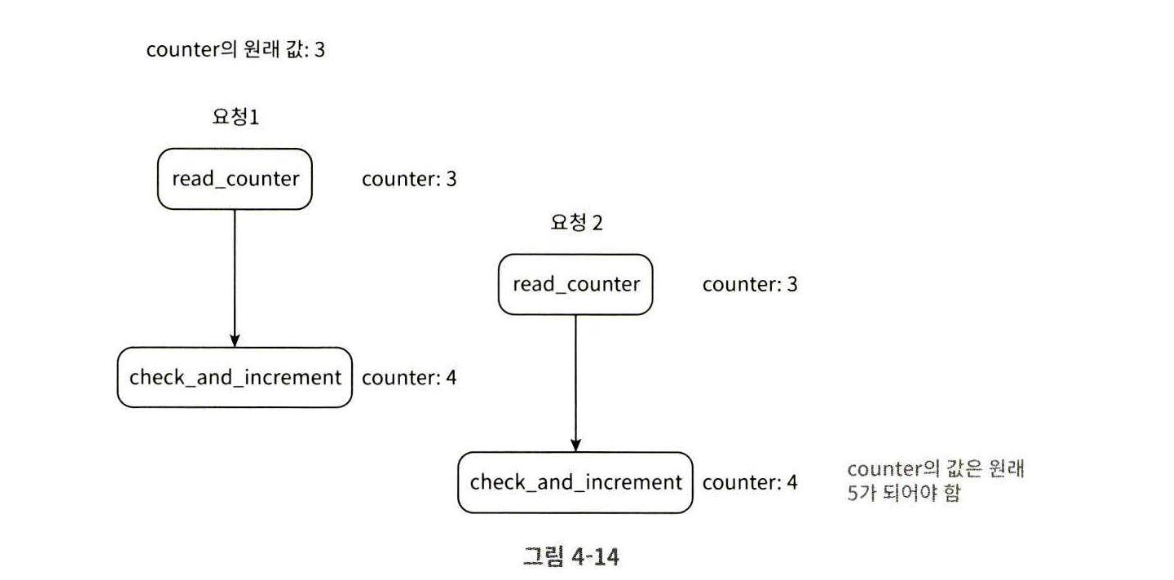 counter의 원래 값: 3
요청1
read_counter
counter: 3
요청 2
read_counter
counter: 3
check_and_increment
counter: 4
check_and_increment
counter: 4
counter의 값은 원래
5가 되어야 함
그림 4-14